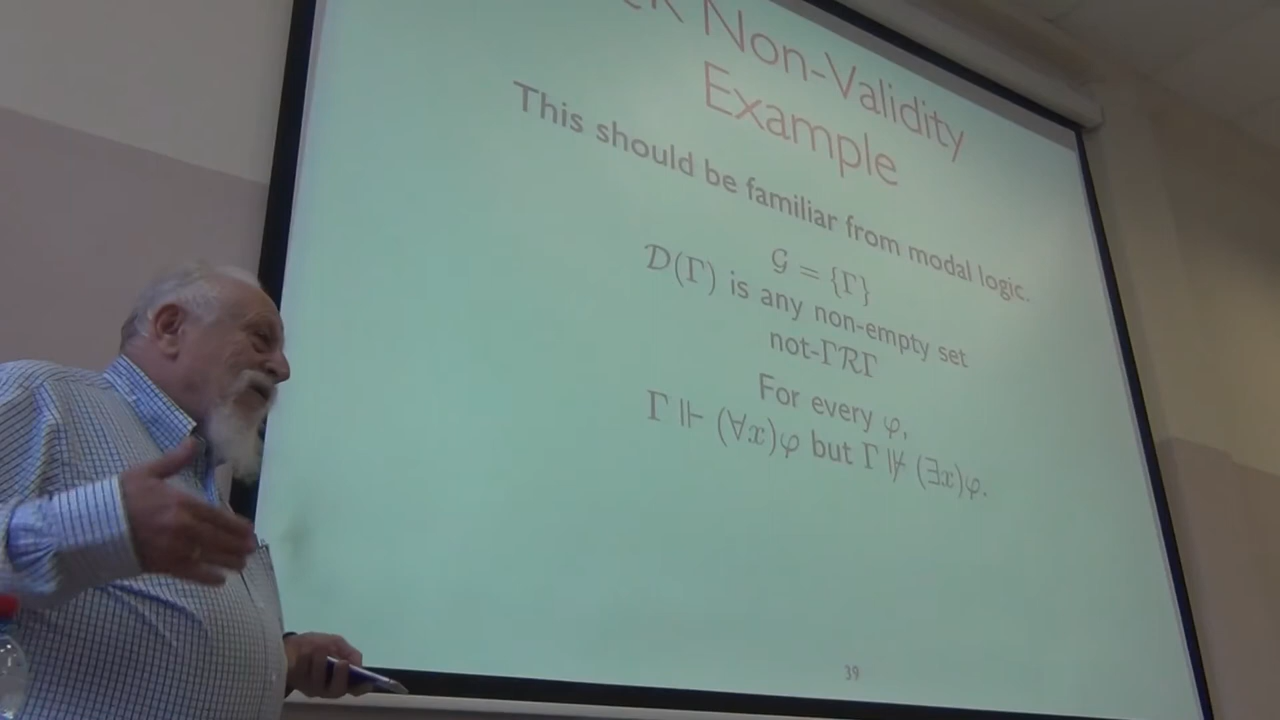 Non-Validity
Example
This should be familiar from modal logic.
𝒢 = {Γ}
𝒟(Γ) is any non-empty set
not-ΓℛΓ
For every φ,
Γ ⊩ (∀x)φ but Γ ⊮ (∃x)φ.
39